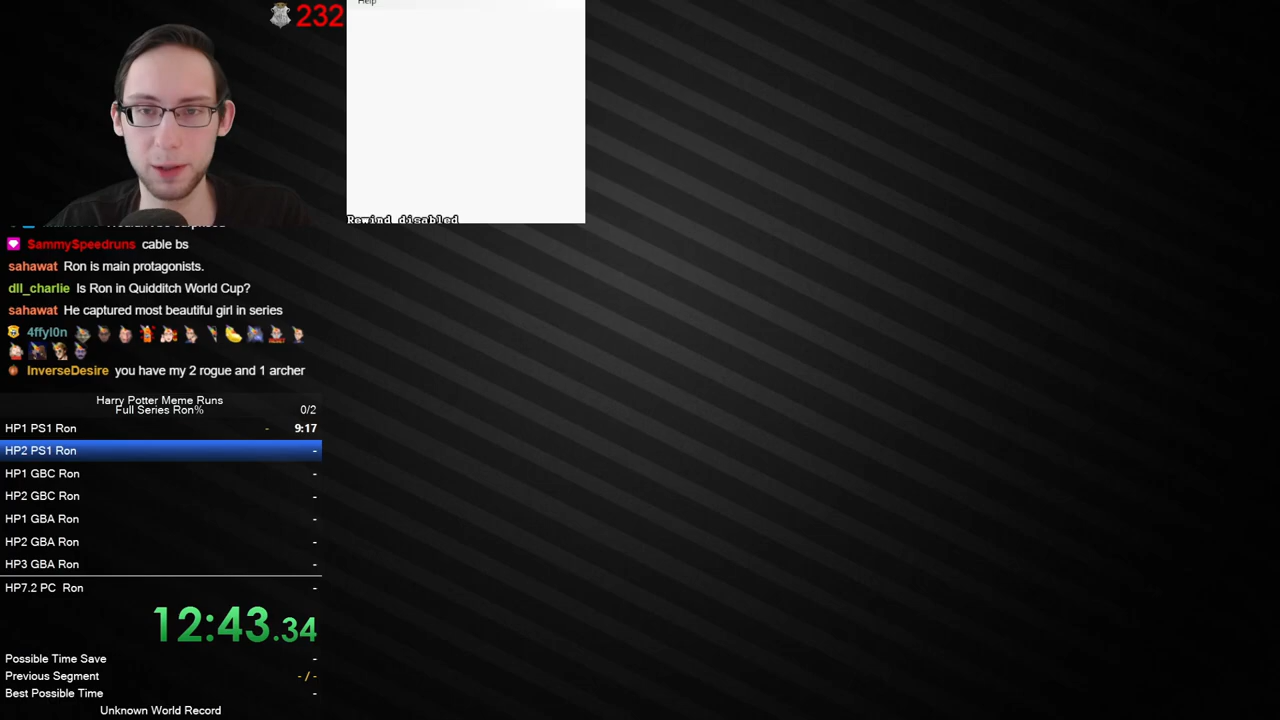 232
Help
Rewind disabled
$ammy$peedruns cable bs
sahawat Ron is main protagonists.
dll_charlie Is Ron in Quidditch World Cup?
sahawat He captured most beautiful girl in series
4ffyl0n
InverseDesire you have my 2 rogue and 1 archer
Harry Potter Meme Runs
Full Series Ron% 0/2
HP1 PS1 Ron - 9:17
HP2 PS1 Ron -
HP1 GBC Ron -
HP2 GBC Ron -
HP1 GBA Ron -
HP2 GBA Ron -
HP3 GBA Ron -
HP7.2 PC Ron -
12:43.34
Possible Time Save -
Previous Segment - / -
Best Possible Time -
Unknown World Record